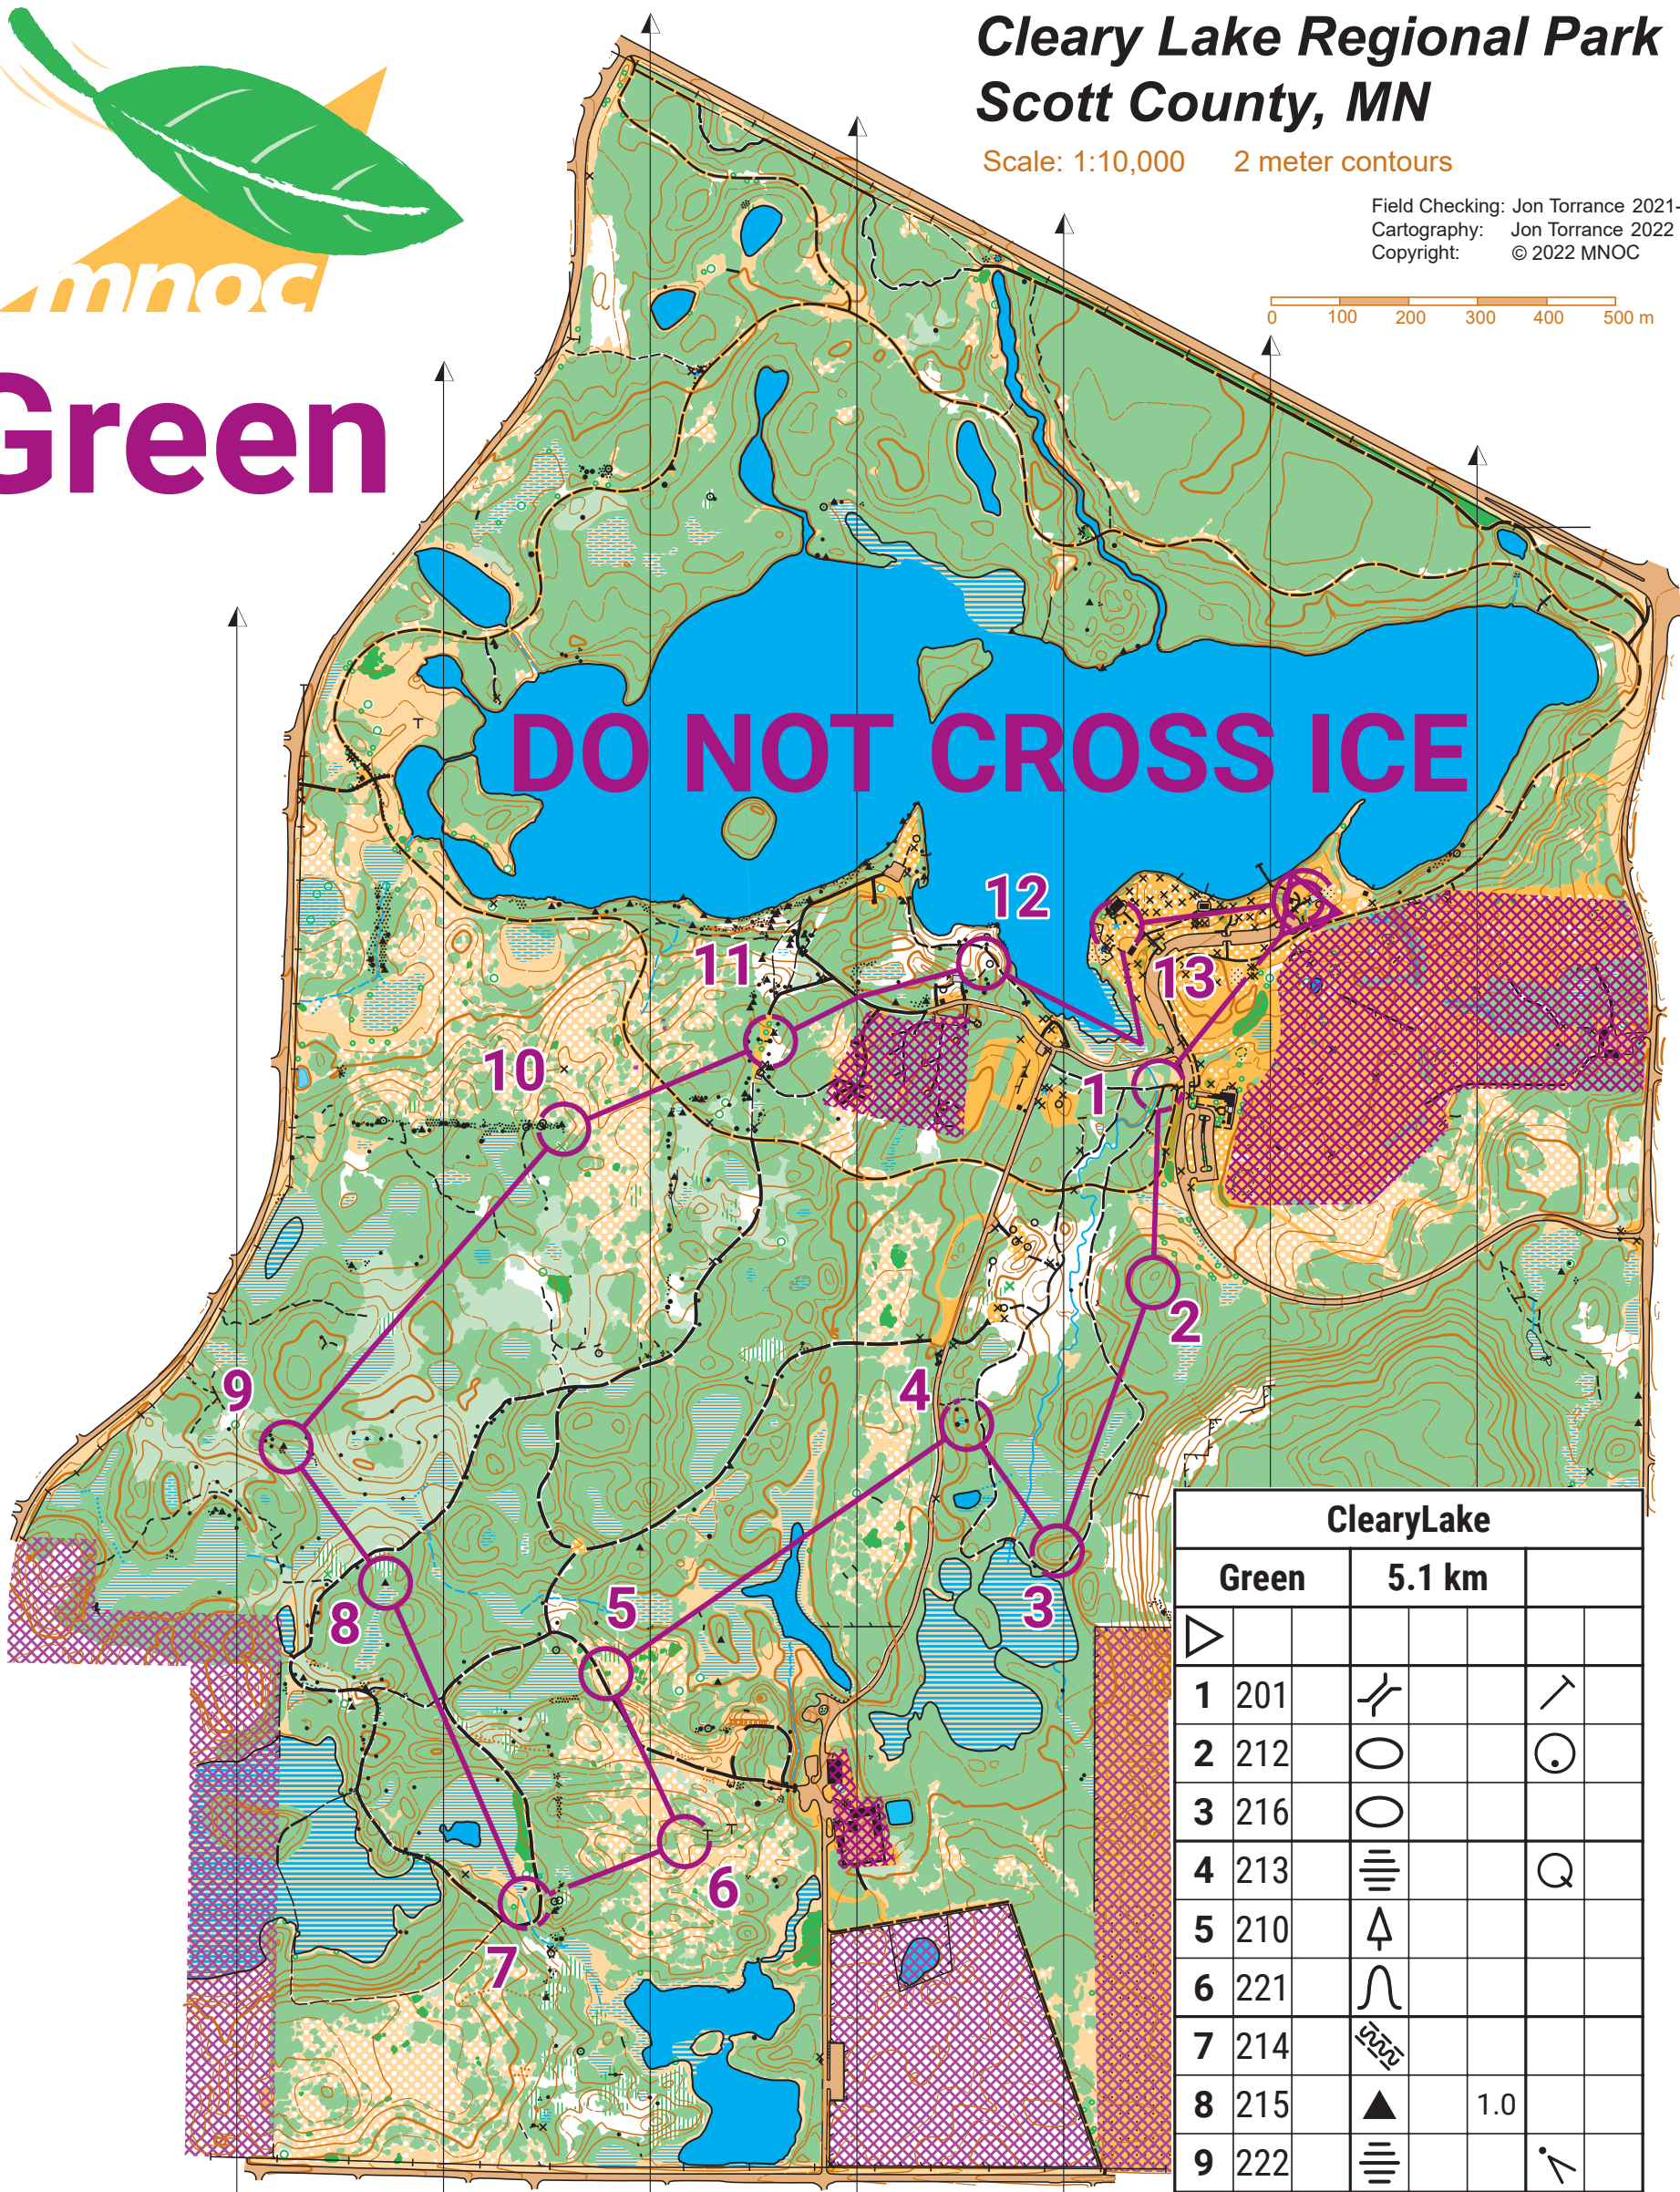 mnoc
Green
Cleary Lake Regional Park
Scott County, MN
Scale: 1:10,000 2 meter contours
Field Checking: Jon Torrance 2021-
Cartography: Jon Torrance 2022
Copyright: © 2022 MNOC
0 100 200 300 400 500 m
DO NOT CROSS ICE
12
11
13
10
1
2
9
4
5
3
8
6
7
ClearyLake
Green 5.1 km
1 201
2 212
3 216
4 213
5 210
6 221
7 214
8 215 1.0
9 222